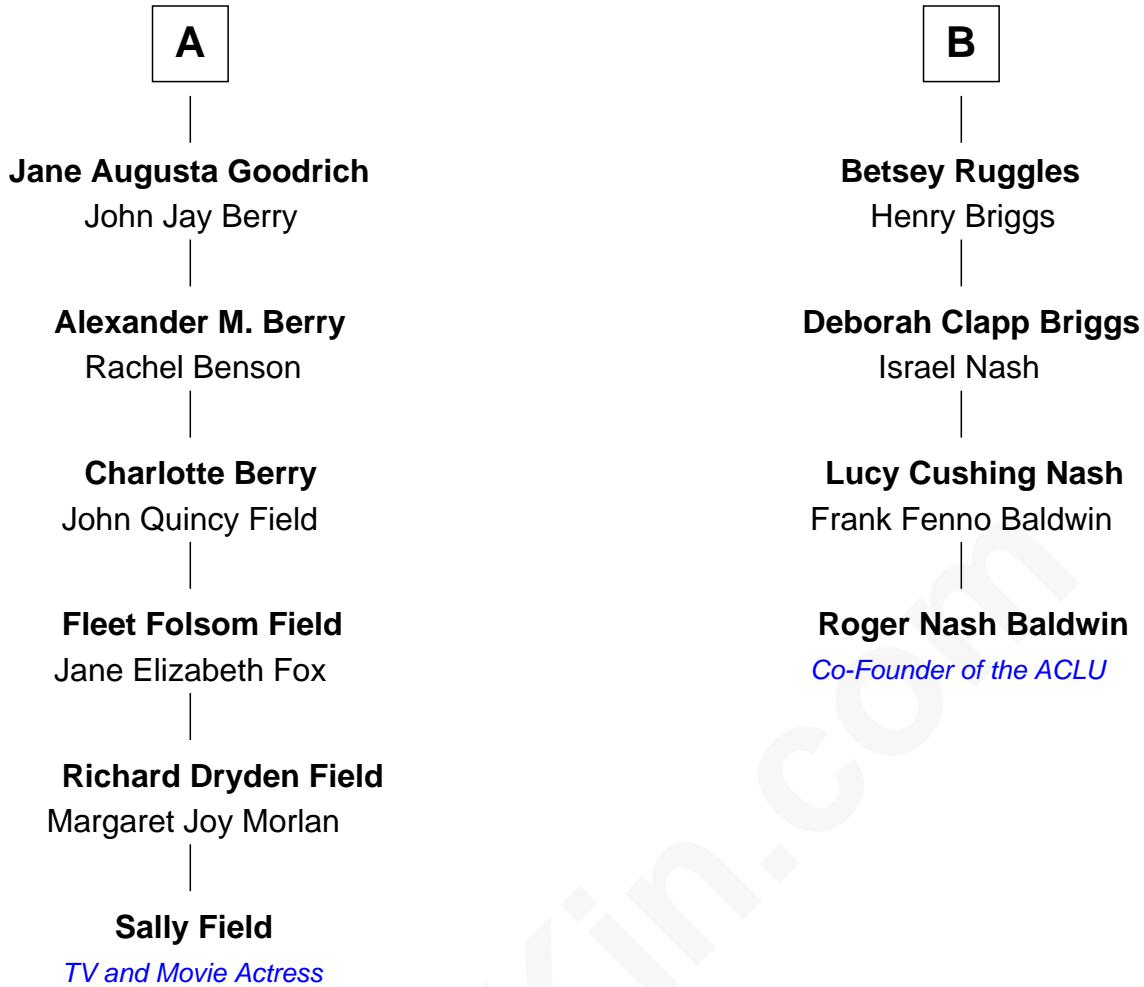 A
Jane Augusta Goodrich
John Jay Berry
Alexander M. Berry
Rachel Benson
Charlotte Berry
John Quincy Field
Fleet Folsom Field
Jane Elizabeth Fox
Richard Dryden Field
Margaret Joy Morlan
Sally Field
TV and Movie Actress
B
Betsey Ruggles
Henry Briggs
Deborah Clapp Briggs
Israel Nash
Lucy Cushing Nash
Frank Fenno Baldwin
Roger Nash Baldwin
Co-Founder of the ACLU